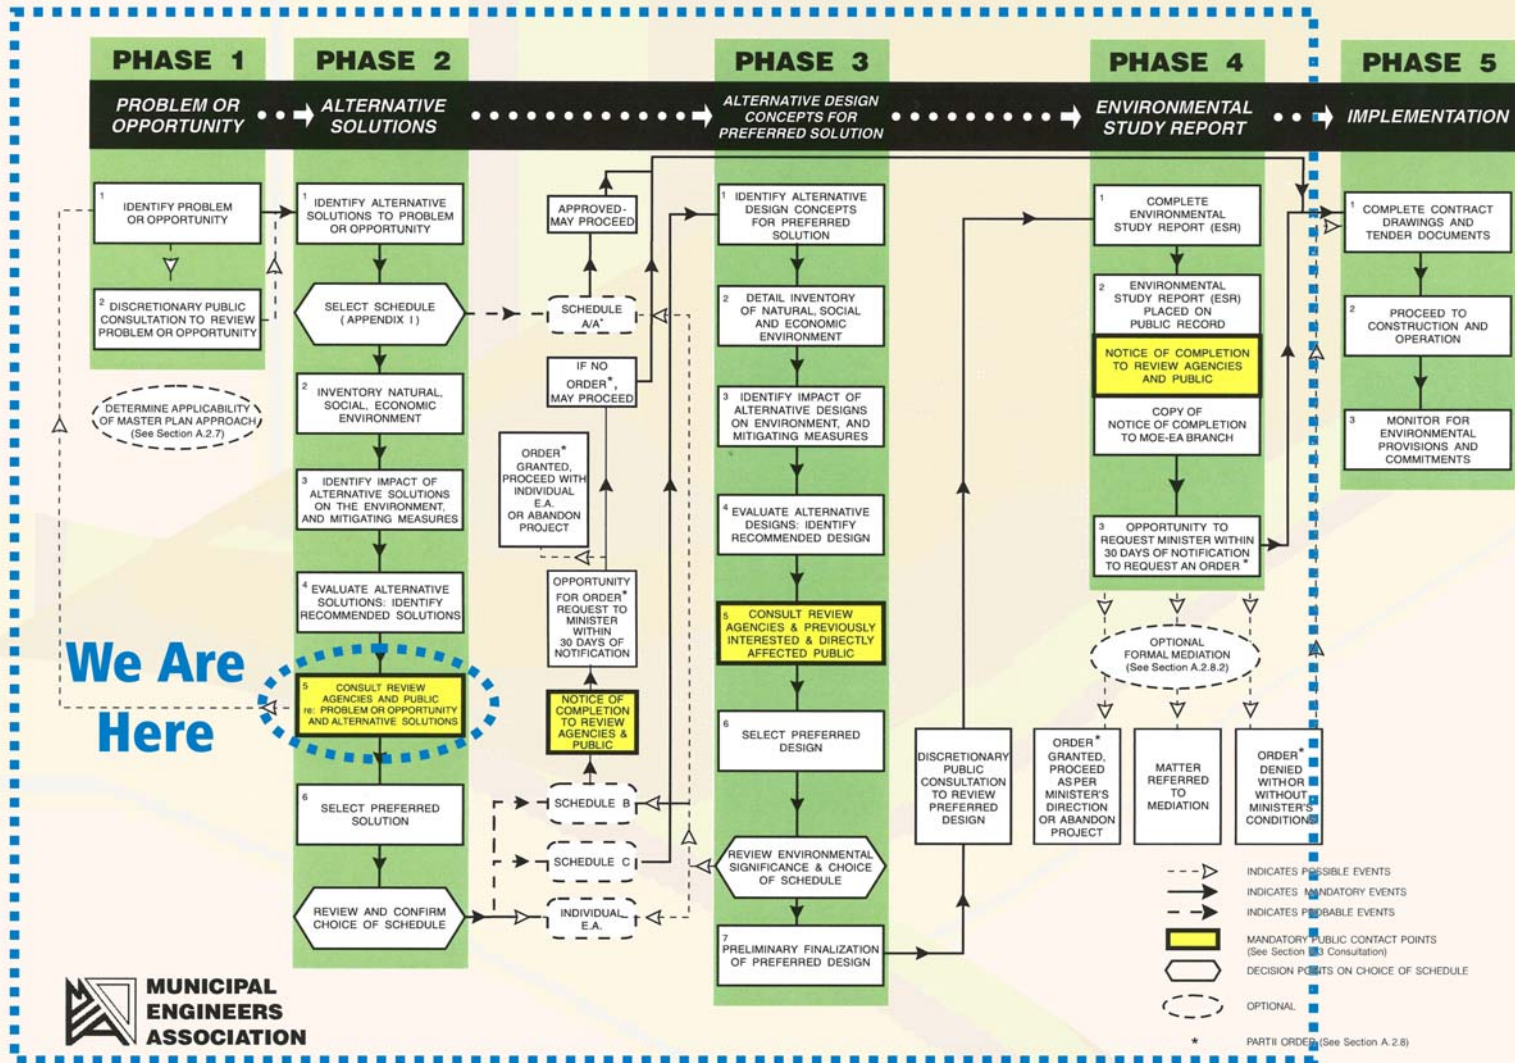 PHASE 1
PROBLEM OR
OPPORTUNITY
1
IDENTIFY PROBLEM
OR OPPORTUNITY
2
DISCRETIONARY PUBLIC
CONSULTATION TO REVIEW
PROBLEM OR OPPORTUNITY
DETERMINE APPLICABILITY
OF MASTER PLAN APPROACH
(See Section A.2.7)
We Are
Here
PHASE 2
ALTERNATIVE
SOLUTIONS
1
IDENTIFY ALTERNATIVE
SOLUTIONS TO PROBLEM
OR OPPORTUNITY
SELECT SCHEDULE
( APPENDIX I )
2
INVENTORY NATURAL,
SOCIAL, ECONOMIC
ENVIRONMENT
3
IDENTIFY IMPACT OF
ALTERNATIVE SOLUTIONS
ON THE ENVIRONMENT,
AND MITIGATING MEASURES
4
EVALUATE ALTERNATIVE
SOLUTIONS: IDENTIFY
RECOMMENDED SOLUTIONS
5
CONSULT REVIEW
AGENCIES AND PUBLIC
re: PROBLEM OR OPPORTUNITY
AND ALTERNATIVE SOLUTIONS
6
SELECT PREFERRED
SOLUTION
REVIEW AND CONFIRM
CHOICE OF SCHEDULE
APPROVED-
MAY PROCEED
SCHEDULE
A/A+
IF NO
ORDER*,
MAY PROCEED
ORDER*
GRANTED,
PROCEED WITH
INDIVIDUAL
E.A.
OR ABANDON
PROJECT
OPPORTUNITY
FOR ORDER*
REQUEST TO
MINISTER
WITHIN
30 DAYS OF
NOTIFICATION
NOTICE OF
COMPLETION
TO REVIEW
AGENCIES &
PUBLIC
SCHEDULE B
SCHEDULE C
INDIVIDUAL
E.A.
PHASE 3
ALTERNATIVE DESIGN
CONCEPTS FOR
PREFERRED SOLUTION
1
IDENTIFY ALTERNATIVE
DESIGN CONCEPTS
FOR PREFERRED
SOLUTION
2
DETAIL INVENTORY
OF NATURAL, SOCIAL
AND ECONOMIC
ENVIRONMENT
3
IDENTIFY IMPACT OF
ALTERNATIVE DESIGNS
ON ENVIRONMENT, AND
MITIGATING MEASURES
4
EVALUATE ALTERNATIVE
DESIGNS: IDENTIFY
RECOMMENDED DESIGN
5
CONSULT REVIEW
AGENCIES & PREVIOUSLY
INTERESTED & DIRECTLY
AFFECTED PUBLIC
6
SELECT PREFERRED
DESIGN
REVIEW ENVIRONMENTAL
SIGNIFICANCE & CHOICE
OF SCHEDULE
7
PRELIMINARY FINALIZATION
OF PREFERRED DESIGN
DISCRETIONARY
PUBLIC
CONSULTATION
TO REVIEW
PREFERRED
DESIGN
PHASE 4
ENVIRONMENTAL
STUDY REPORT
1
COMPLETE
ENVIRONMENTAL
STUDY REPORT (ESR)
2
ENVIRONMENTAL
STUDY REPORT (ESR)
PLACED ON
PUBLIC RECORD
NOTICE OF COMPLETION
TO REVIEW AGENCIES
AND PUBLIC
COPY OF
NOTICE OF COMPLETION
TO MOE-EA BRANCH
3
OPPORTUNITY TO
REQUEST MINISTER WITHIN
30 DAYS OF NOTIFICATION
TO REQUEST AN ORDER *
OPTIONAL
FORMAL MEDIATION
(See Section A.2.8.2)
ORDER*
GRANTED,
PROCEED
AS PER
MINISTER'S
DIRECTION
OR ABANDON
PROJECT
MATTER
REFERRED
TO
MEDIATION
ORDER*
DENIED
WITH OR
WITHOUT
MINISTER'S
CONDITIONS
PHASE 5
IMPLEMENTATION
1
COMPLETE CONTRACT
DRAWINGS AND
TENDER DOCUMENTS
2
PROCEED TO
CONSTRUCTION AND
OPERATION
3
MONITOR FOR
ENVIRONMENTAL
PROVISIONS AND
COMMITMENTS
INDICATES POSSIBLE EVENTS
INDICATES MANDATORY EVENTS
INDICATES PROBABLE EVENTS
MANDATORY PUBLIC CONTACT POINTS
(See Section Consultation)
DECISION POINTS ON CHOICE OF SCHEDULE
OPTIONAL
* PART II ORDER (See Section A.2.8)
MUNICIPAL
ENGINEERS
ASSOCIATION